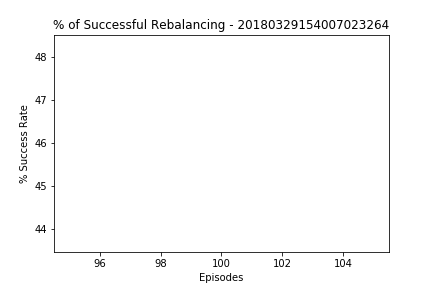 % of Successful Rebalancing - 20180329154007023264
48
47
46
45
44
% Success Rate
96 98 100 102 104
Episodes